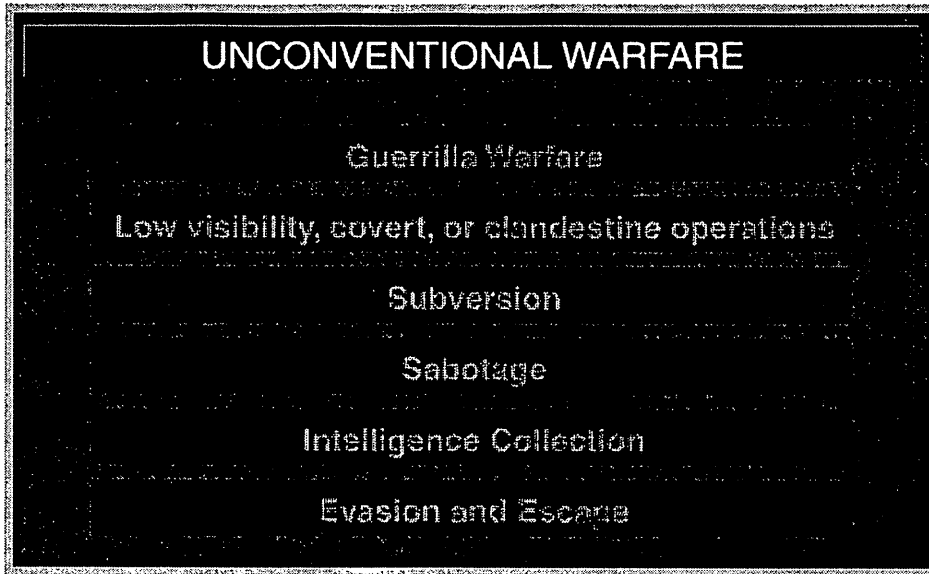 UNCONVENTIONAL WARFARE
Guerrilla Warfare
Low visibility, covert, or clandestine operations
Subversion
Sabotage
Intelligence Collection
Evasion and Escape